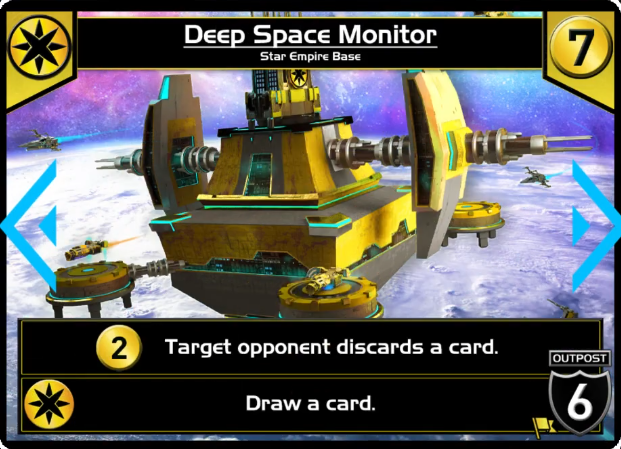 Deep Space Monitor
7
Star Empire Base
2 Target opponent discards a card.
OUTPOST
6
Draw a card.